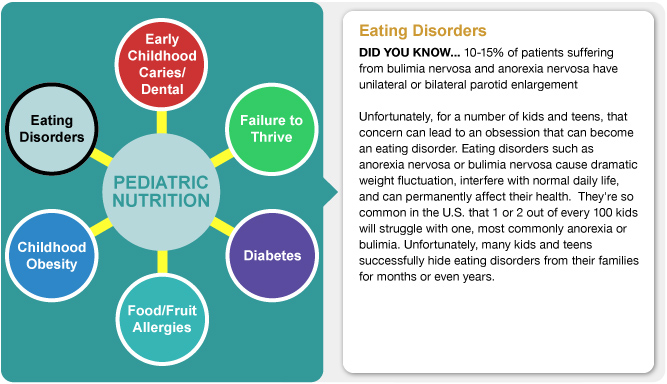 Early
Childhood
Caries/
Dental
Eating
Disorders
Failure to
Thrive
PEDIATRIC
NUTRITION
Childhood
Obesity
Diabetes
Food/Fruit
Allergies
Eating Disorders
DID YOU KNOW... 10-15% of patients suffering
from bulimia nervosa and anorexia nervosa have
unilateral or bilateral parotid enlargement
Unfortunately, for a number of kids and teens, that
concern can lead to an obsession that can become
an eating disorder. Eating disorders such as
anorexia nervosa or bulimia nervosa cause dramatic
weight fluctuation, interfere with normal daily life,
and can permanently affect their health.  They're so
common in the U.S. that 1 or 2 out of every 100 kids
will struggle with one, most commonly anorexia or
bulimia. Unfortunately, many kids and teens
successfully hide eating disorders from their families
for months or even years.